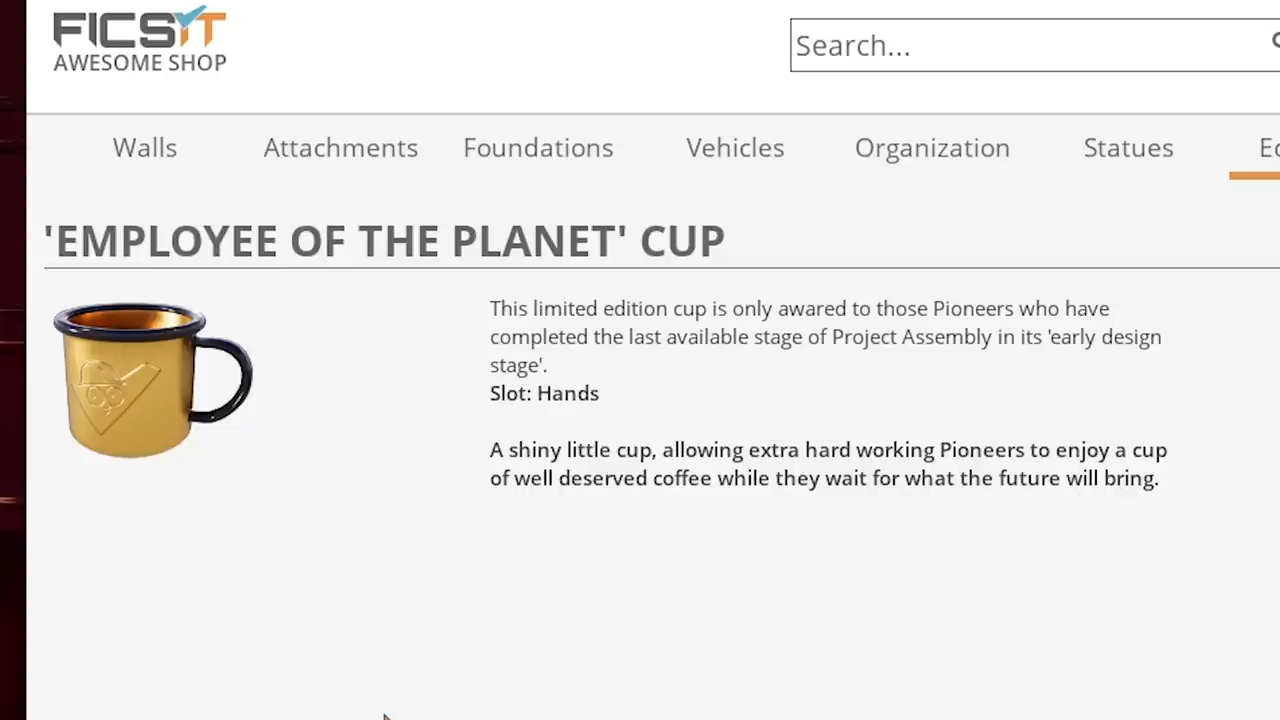 FICSIT
AWESOME SHOP
Search...
Walls Attachments Foundations Vehicles Organization Statues
'EMPLOYEE OF THE PLANET' CUP
This limited edition cup is only awared to those Pioneers who have
completed the last available stage of Project Assembly in its 'early design
stage'.
Slot: Hands
A shiny little cup, allowing extra hard working Pioneers to enjoy a cup
of well deserved coffee while they wait for what the future will bring.